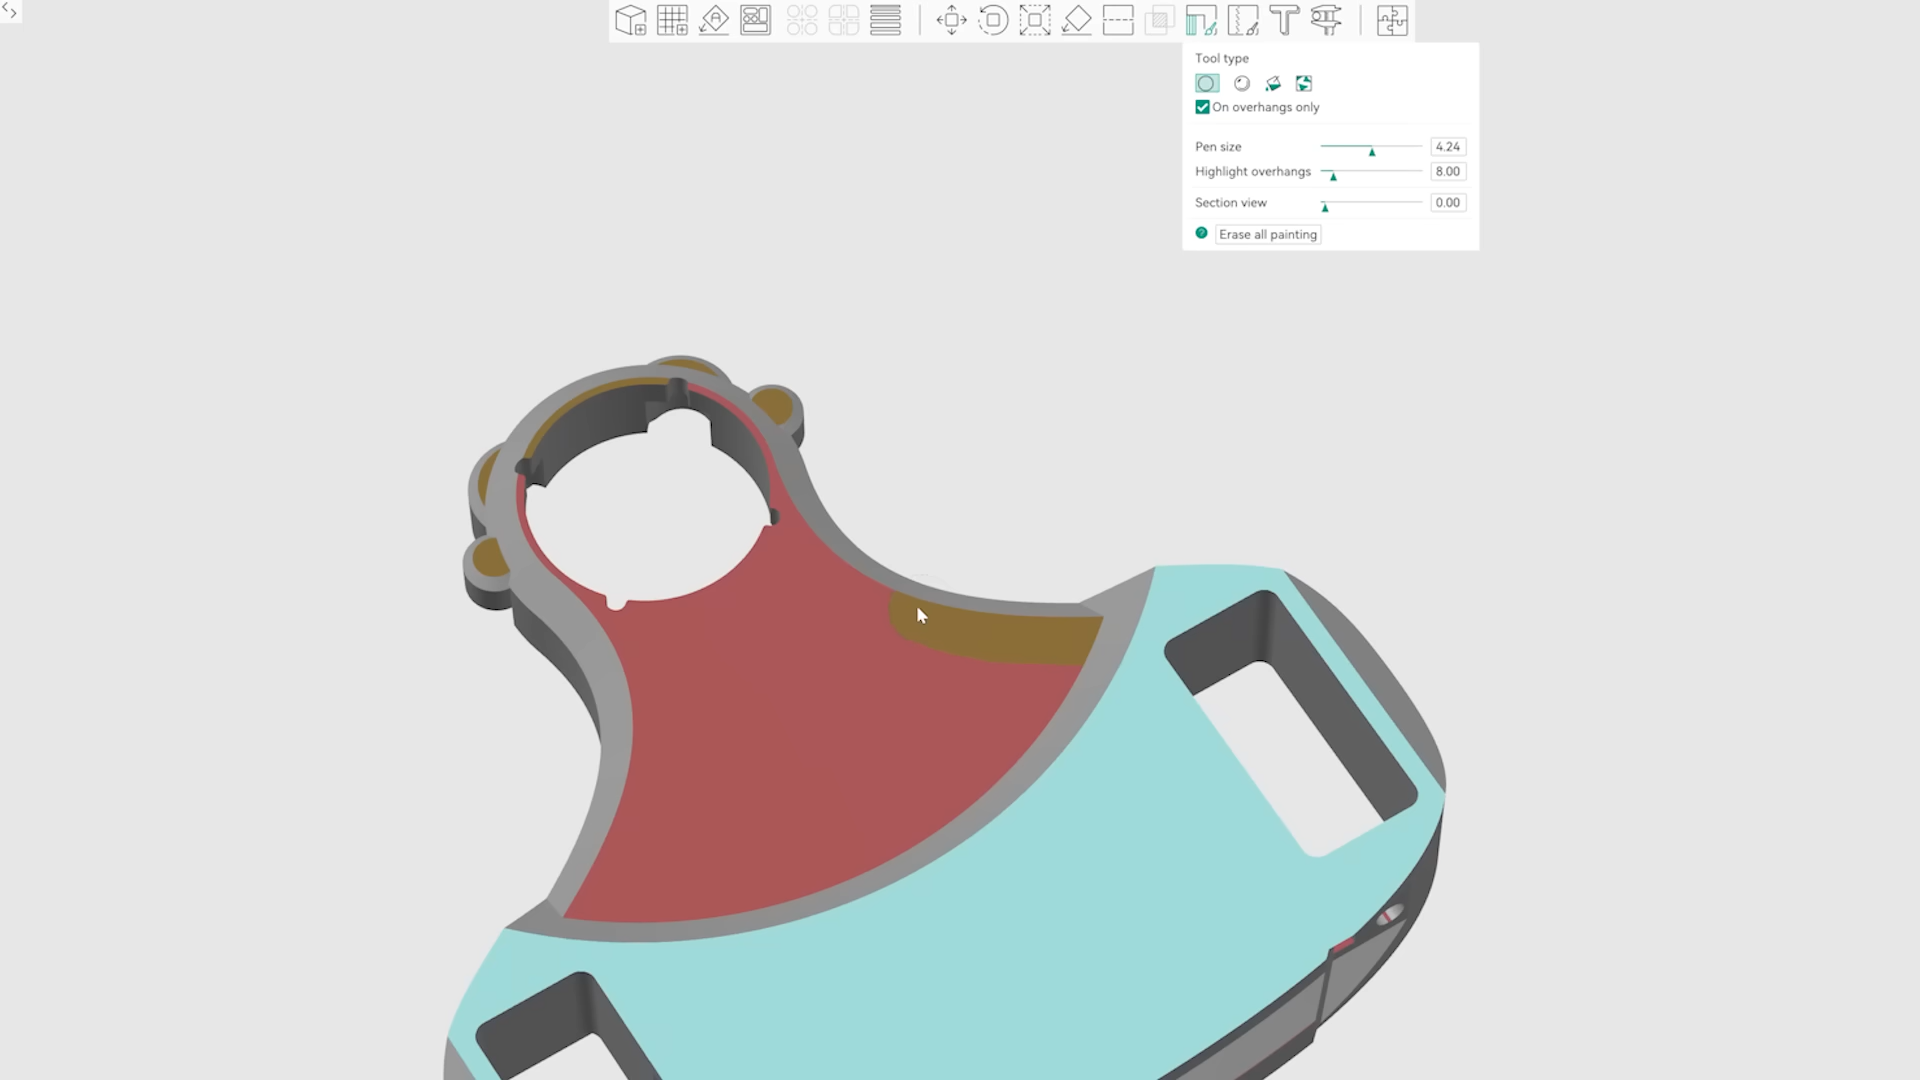 Tool type
On overhangs only
Pen size 4.24
Highlight overhangs 8.00
Section view 0.00
? Erase all painting